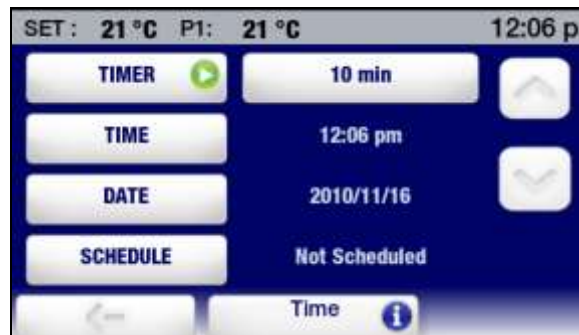 SET : 21 °C P1: 21 °C 12:06 p
TIMER 10 min
TIME 12:06 pm
DATE 2010/11/16
SCHEDULE Not Scheduled
Time i